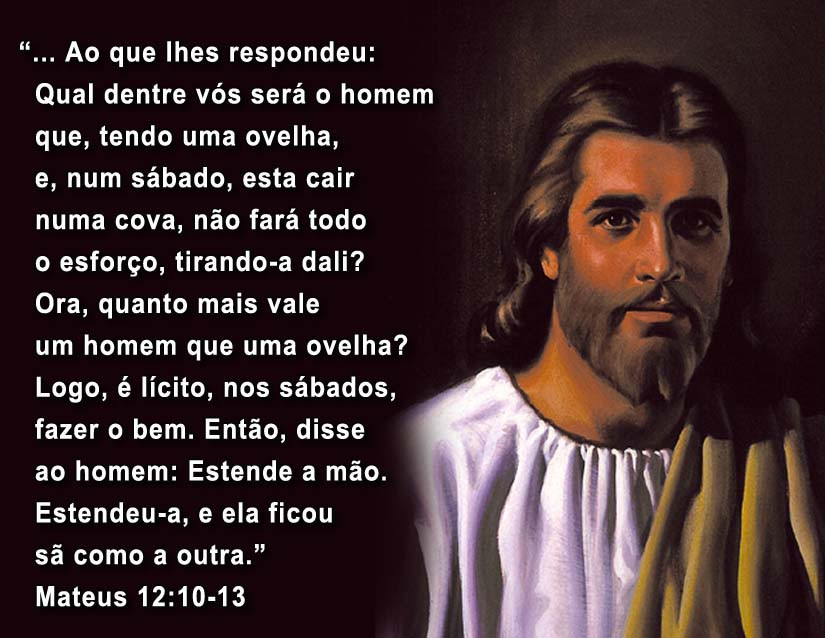 “... Ao que lhes respondeu:
Qual dentre vós será o homem
que, tendo uma ovelha,
e, num sábado, esta cair
numa cova, não fará todo
o esforço, tirando-a dali?
Ora, quanto mais vale
um homem que uma ovelha?
Logo, é lícito, nos sábados,
fazer o bem. Então, disse
ao homem: Estende a mão.
Estendeu-a, e ela ficou
sã como a outra.”
Mateus 12:10-13